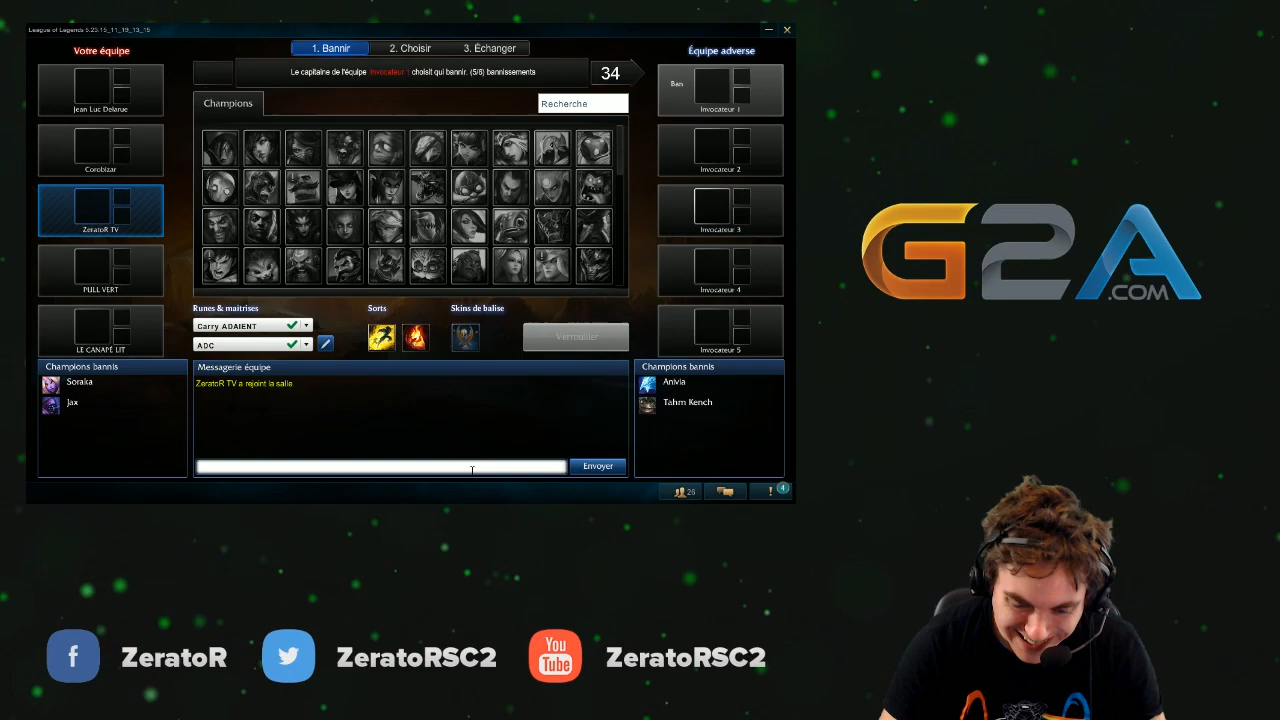 League of Legends 5.23.15_11_19_13_15
Votre équipe
1. Bannir
2. Choisir
3. Échanger
Équipe adverse
Le capitaine de l'équipe Invocateur 1 choisit qui bannir. (5/6) bannissements
34
Jean Luc Delarue
Ban
Invocateur 1
Champions
Recherche
Corobizar
Invocateur 2
ZeratoR TV
Invocateur 3
PULL VERT
Invocateur 4
LE CANAPÉ LIT
Invocateur 5
Runes & maîtrises
Sorts
Skins de balise
Carry ADAIENT
ADC
Verrouiller
Champions bannis
Soraka
Jax
Messagerie équipe
ZeratoR TV a rejoint la salle.
Envoyer
Champions bannis
Anivia
Tahm Kench
26
4
G2A
.COM
f
ZeratoR
ZeratoRSC2
You
Tube
ZeratoRSC2